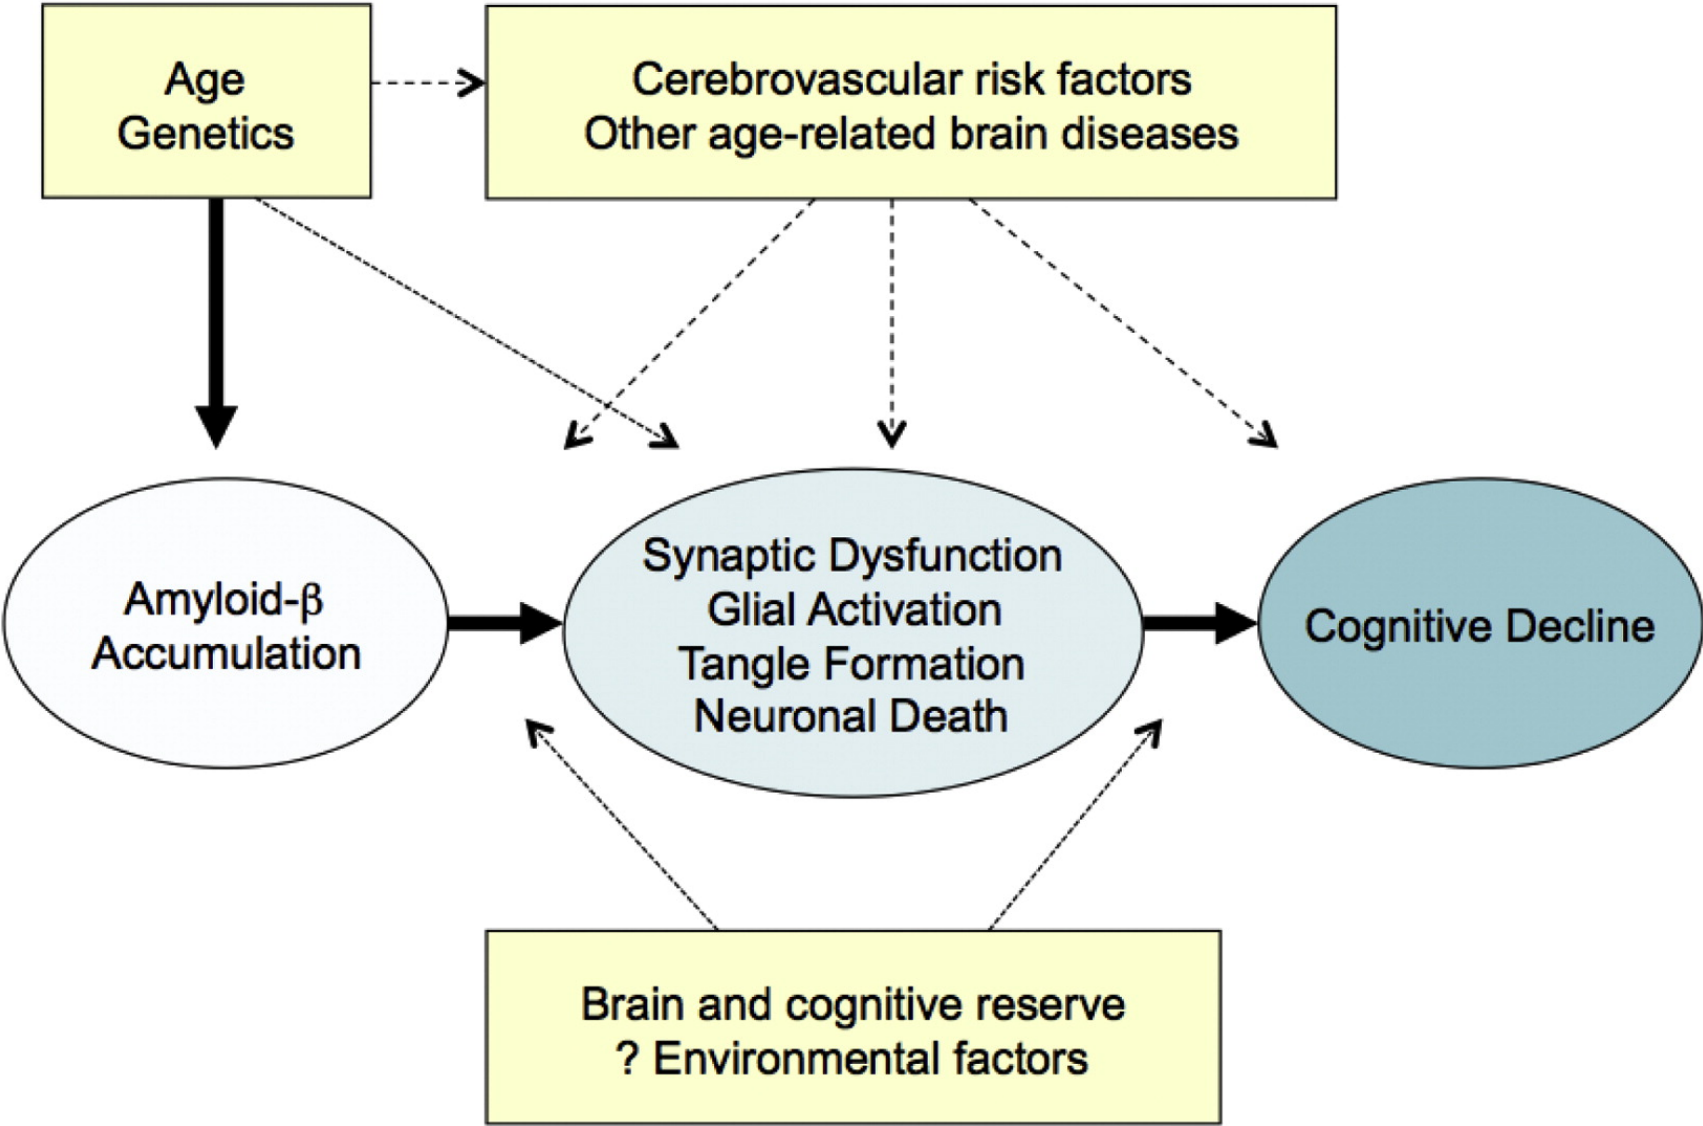 Age
Genetics
Cerebrovascular risk factors
Other age-related brain diseases
Amyloid-β
Accumulation
Synaptic Dysfunction
Glial Activation
Tangle Formation
Neuronal Death
Cognitive Decline
Brain and cognitive reserve
? Environmental factors